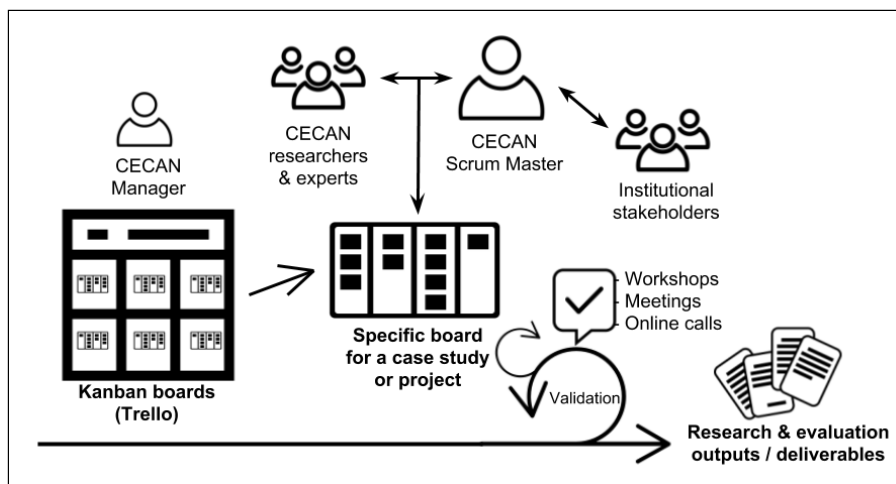 CECAN
Manager
CECAN
researchers
& experts
CECAN
Scrum Master
Institutional
stakeholders
Kanban boards
(Trello)
Specific board
for a case study
or project
- Workshops
- Meetings
- Online calls
Validation
Research & evaluation
outputs / deliverables